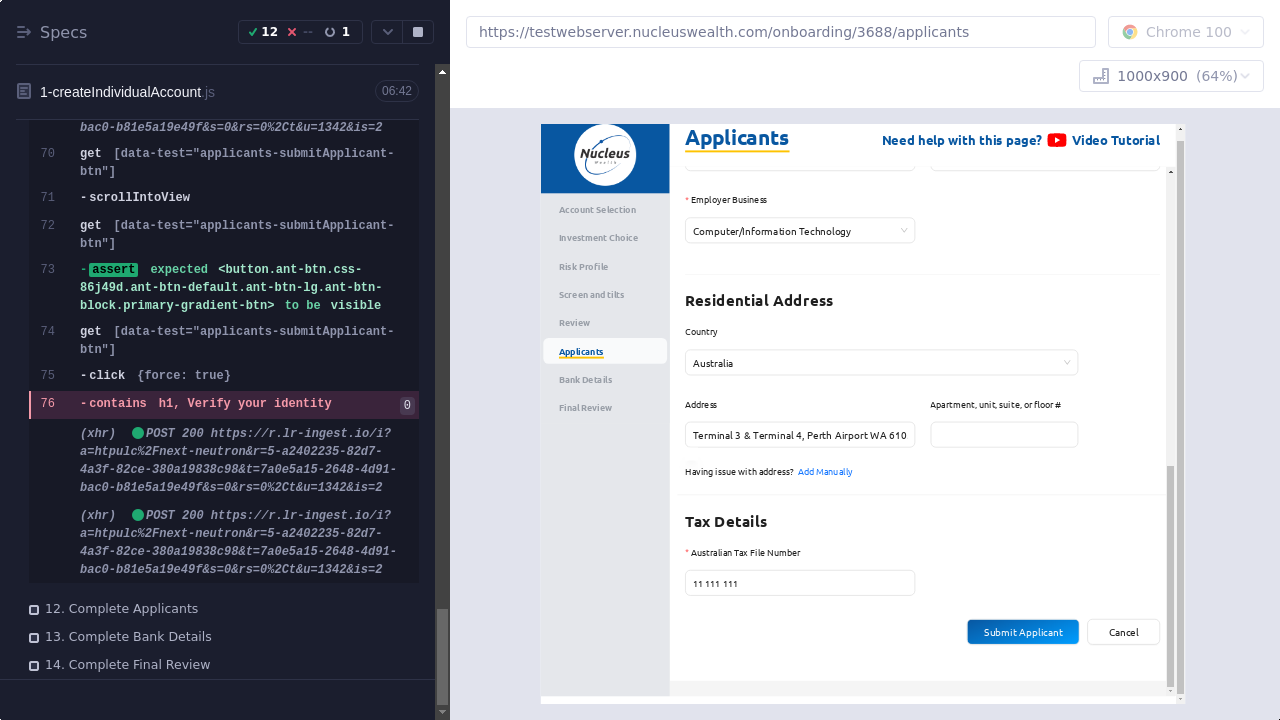 Specs
12 -- 1
https://testwebserver.nucleuswealth.com/onboarding/3688/applicants
Chrome 100
1000x900 (64%)
1-createIndividualAccount.js
06:42
bac0-b81e5a19e49f&s=0&rs=0%2Ct&u=1342&is=2
70 get [data-test="applicants-submitApplicant-
btn"]
71 -scrollIntoView
72 get [data-test="applicants-submitApplicant-
btn"]
73 -assert expected <button.ant-btn.css-
86j49d.ant-btn-default.ant-btn-lg.ant-btn-
block.primary-gradient-btn> to be visible
74 get [data-test="applicants-submitApplicant-
btn"]
75 -click {force: true}
76 -contains h1, Verify your identity 0
(xhr) POST 200 https://r.lr-ingest.io/i?
a=htpulc%2Fnext-neutron&r=5-a2402235-82d7-
4a3f-82ce-380a19838c98&t=7a0e5a15-2648-4d91-
bac0-b81e5a19e49f&s=0&rs=0%2Ct&u=1342&is=2
(xhr) POST 200 https://r.lr-ingest.io/i?
a=htpulc%2Fnext-neutron&r=5-a2402235-82d7-
4a3f-82ce-380a19838c98&t=7a0e5a15-2648-4d91-
bac0-b81e5a19e49f&s=0&rs=0%2Ct&u=1342&is=2
12. Complete Applicants
13. Complete Bank Details
14. Complete Final Review
Nucleus
Wealth
Account Selection
Investment Choice
Risk Profile
Screen and tilts
Review
Applicants
Bank Details
Final Review
Applicants
Need help with this page? Video Tutorial
* Employer Business
Computer/Information Technology
Residential Address
Country
Australia
Address
Apartment, unit, suite, or floor #
Terminal 3 & Terminal 4, Perth Airport WA 610
Having issue with address? Add Manually
Tax Details
* Australian Tax File Number
11 111 111
Submit Applicant
Cancel